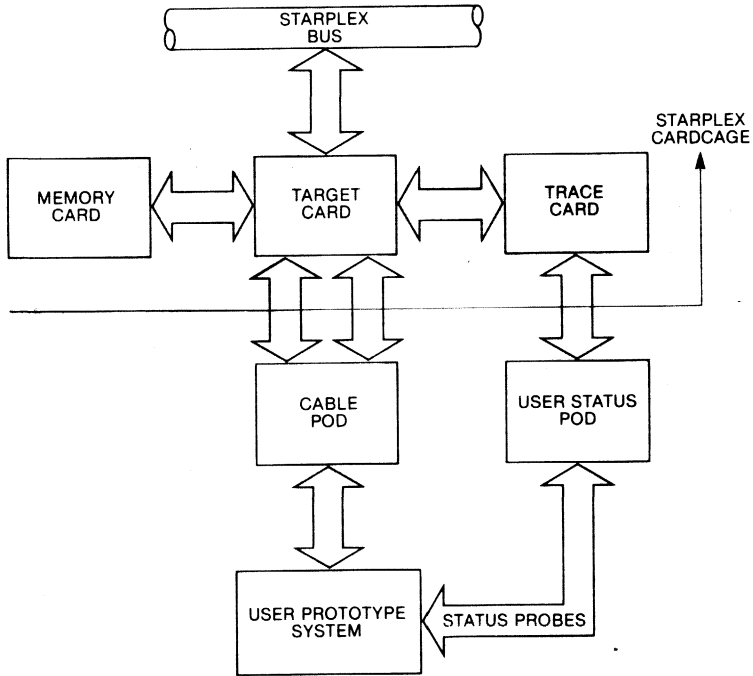 STARPLEX
BUS
STARPLEX
CARDCAGE
MEMORY
CARD
TARGET
CARD
TRACE
CARD
CABLE
POD
USER STATUS
POD
USER PROTOTYPE
SYSTEM
STATUS PROBES